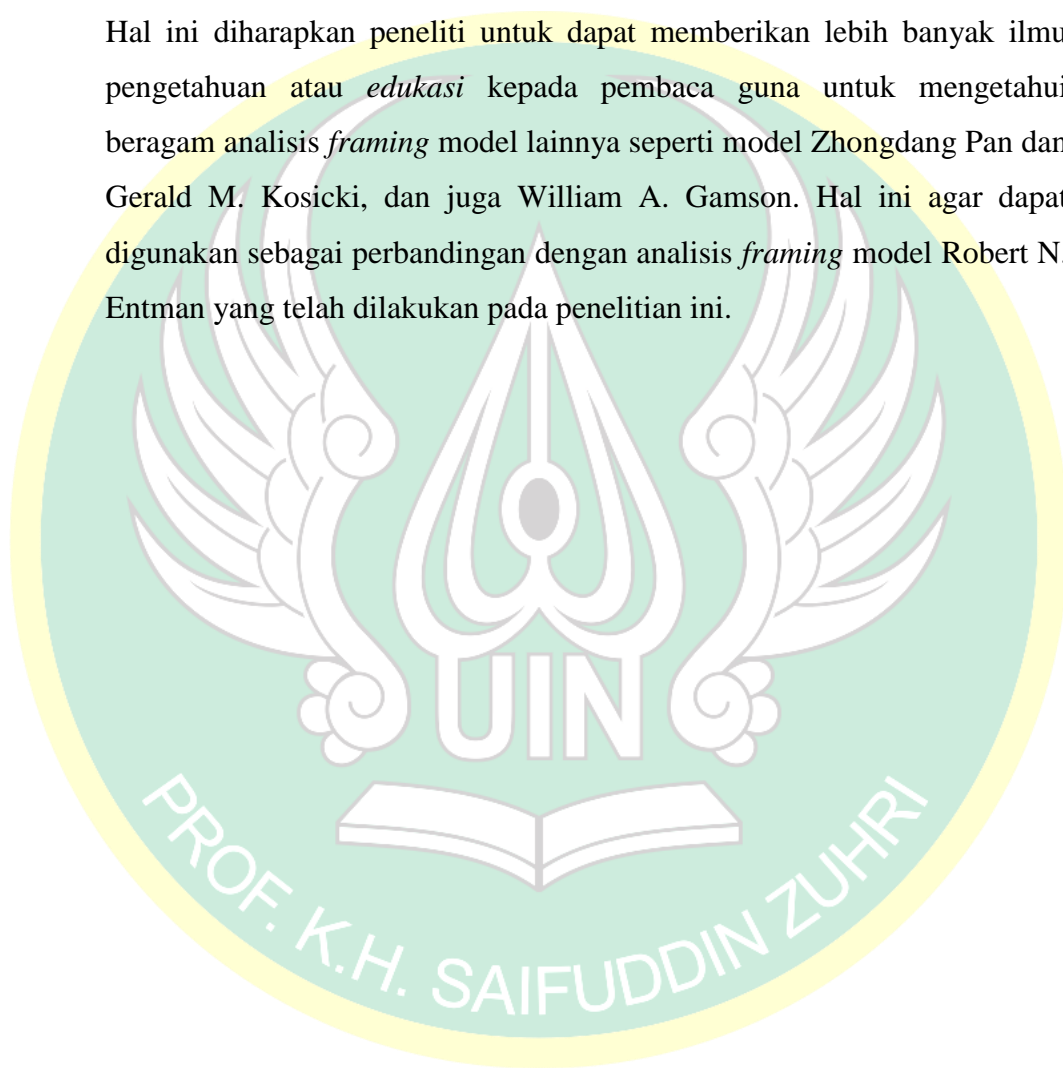 Hal ini diharapkan peneliti untuk dapat memberikan lebih banyak ilmu
pengetahuan atau edukasi kepada pembaca guna untuk mengetahui
beragam analisis framing model lainnya seperti model Zhongdang Pan dan
Gerald M. Kosicki, dan juga William A. Gamson. Hal ini agar dapat
digunakan sebagai perbandingan dengan analisis framing model Robert N.
Entman yang telah dilakukan pada penelitian ini.
UIN
PROF. K.H. SAIFUDDIN ZUHRI